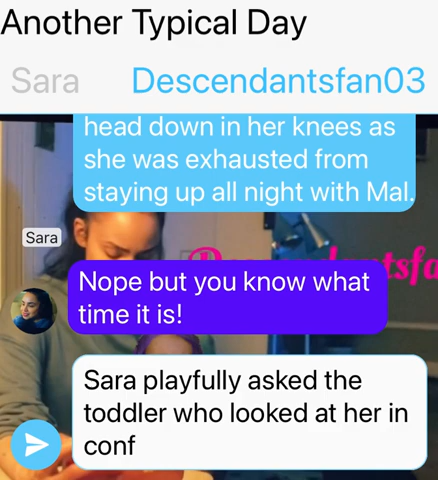 Another Typical Day
Sara Descendantsfan03
head down in her knees as
she was exhausted from
staying up all night with Mal.
Sara
Nope but you know what
time it is!
Sara playfully asked the
toddler who looked at her in
conf